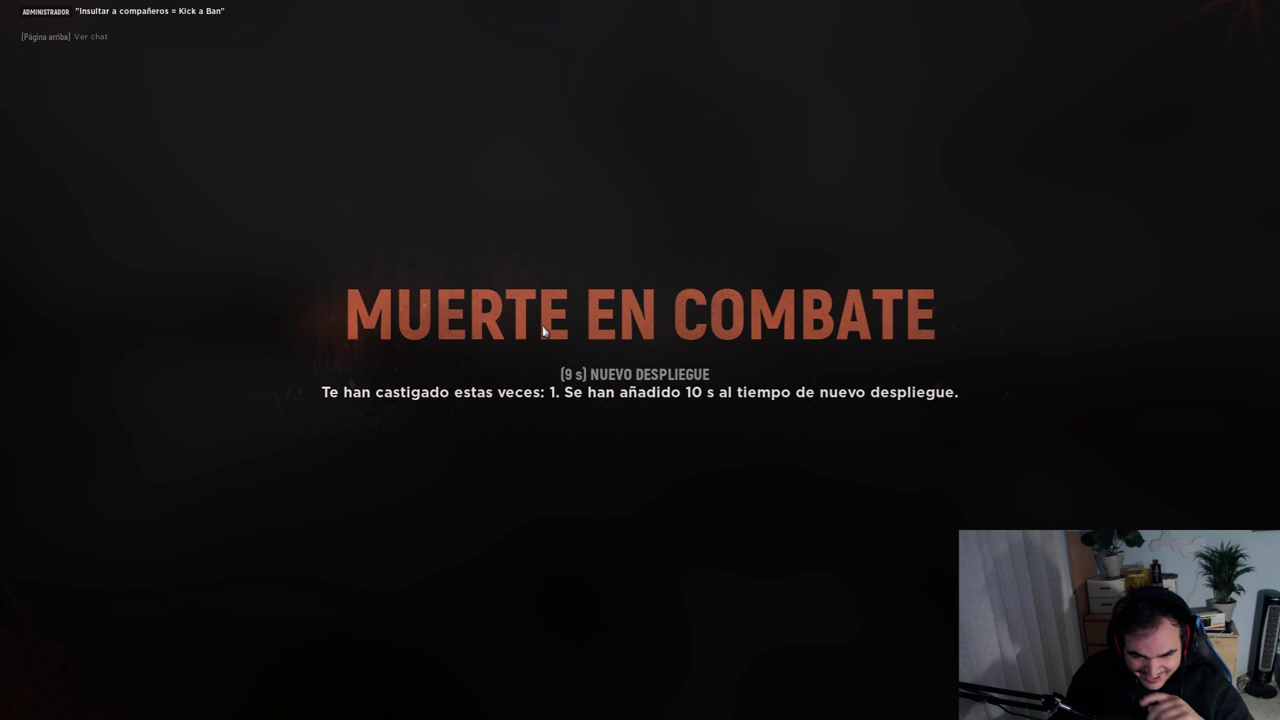 ADMINISTRADOR "Insultar a compañeros = Kick a Ban"
[Página arriba] Ver chat
MUERTE EN COMBATE
(9 s) NUEVO DESPLIEGUE
Te han castigado estas veces: 1. Se han añadido 10 s al tiempo de nuevo despliegue.